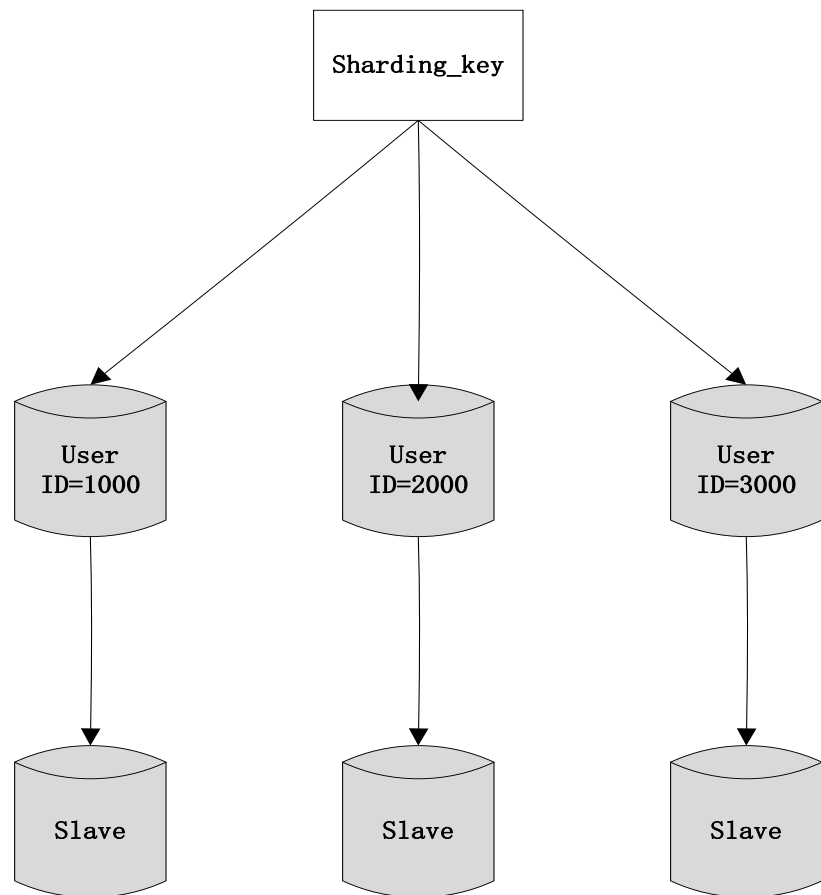 Sharding_key
User
ID=1000
User
ID=2000
User
ID=3000
Slave
Slave
Slave